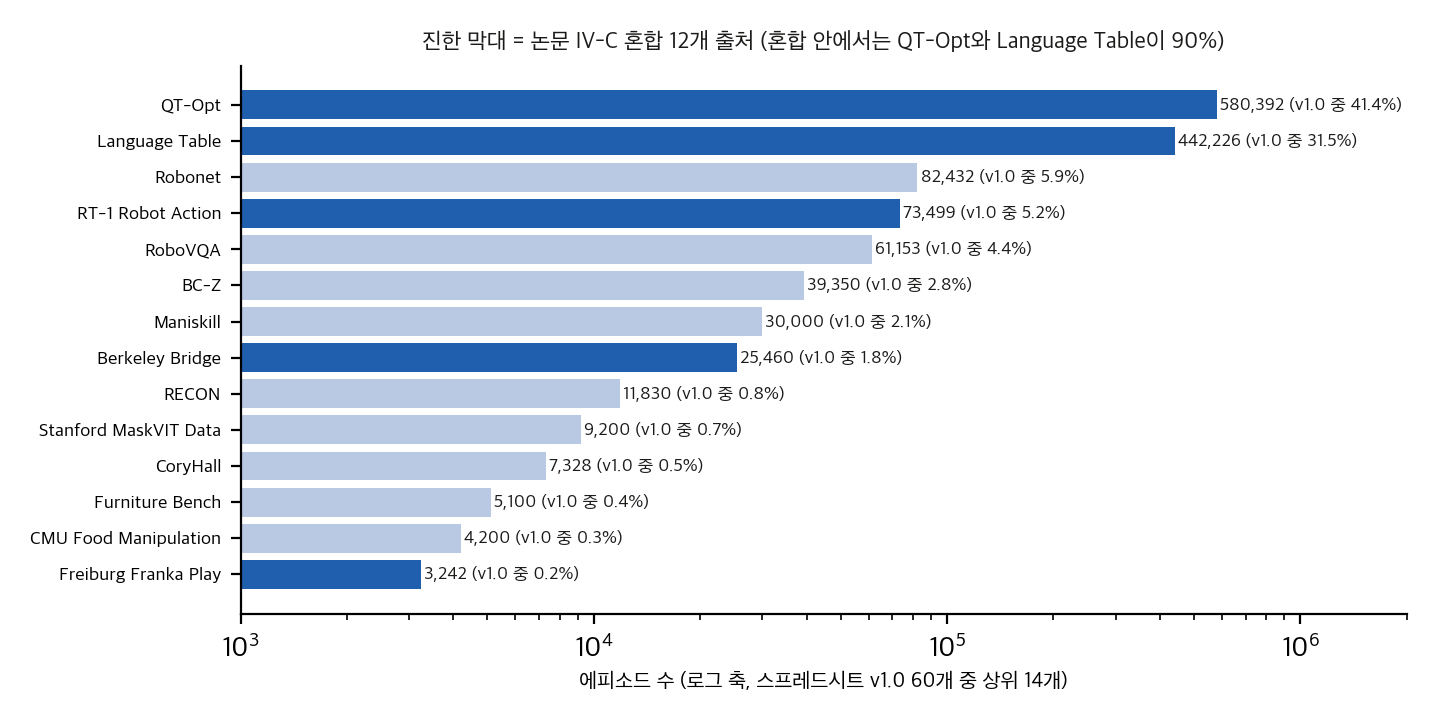 진한 막대 = 논문 IV-C 혼합 12개 출처 (혼합 안에서는 QT-Opt와 Language Table이 90%)
QT-Opt 580,392 (v1.0 중 41.4%)
Language Table 442,226 (v1.0 중 31.5%)
Robonet 82,432 (v1.0 중 5.9%)
RT-1 Robot Action 73,499 (v1.0 중 5.2%)
RoboVQA 61,153 (v1.0 중 4.4%)
BC-Z 39,350 (v1.0 중 2.8%)
Maniskill 30,000 (v1.0 중 2.1%)
Berkeley Bridge 25,460 (v1.0 중 1.8%)
RECON 11,830 (v1.0 중 0.8%)
Stanford MaskVIT Data 9,200 (v1.0 중 0.7%)
CoryHall 7,328 (v1.0 중 0.5%)
Furniture Bench 5,100 (v1.0 중 0.4%)
CMU Food Manipulation 4,200 (v1.0 중 0.3%)
Freiburg Franka Play 3,242 (v1.0 중 0.2%)
10³ 10⁴ 10⁵ 10⁶
에피소드 수 (로그 축, 스프레드시트 v1.0 60개 중 상위 14개)